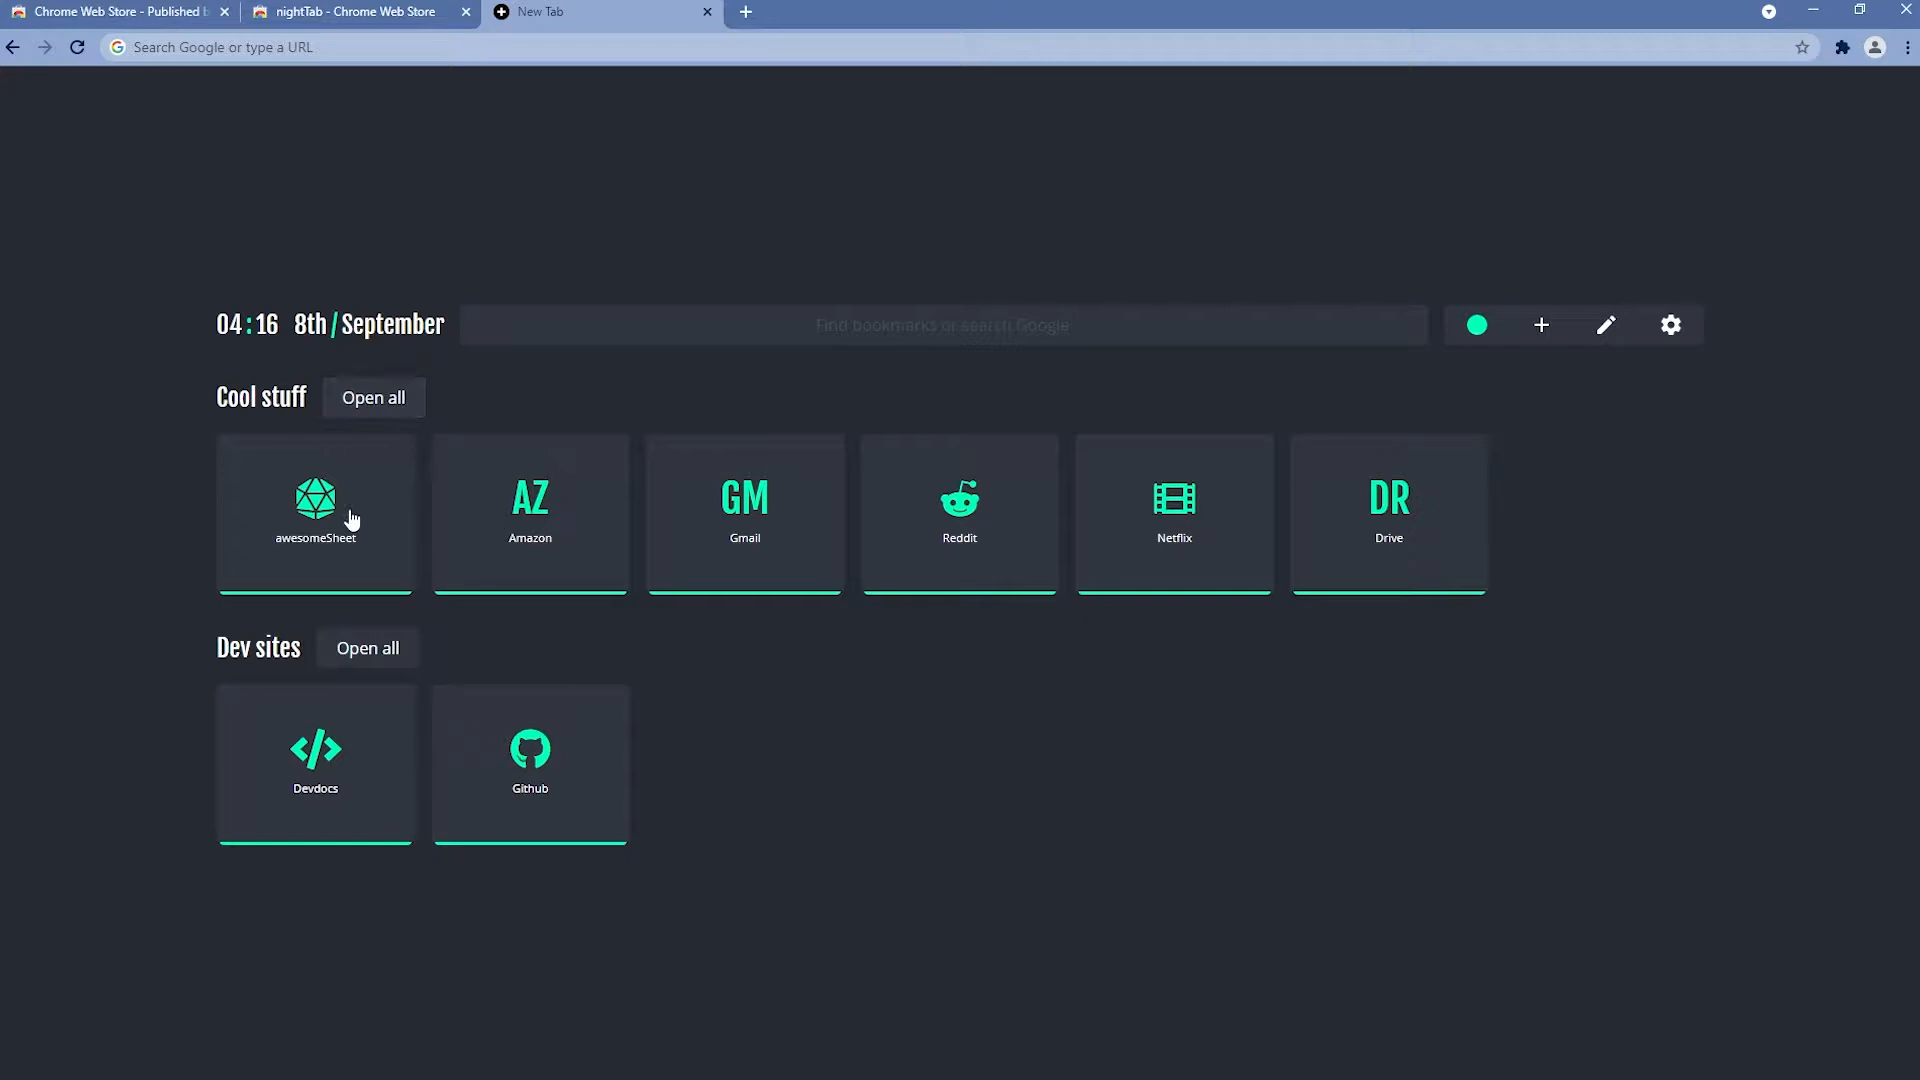 Chrome Web Store - Published b
nightTab - Chrome Web Store
New Tab
Search Google or type a URL
04:16 8th/September
Find bookmarks or search Google
Cool stuff
Open all
awesomeSheet
AZ
Amazon
GM
Gmail
Reddit
Netflix
DR
Drive
Dev sites
Open all
Devdocs
Github